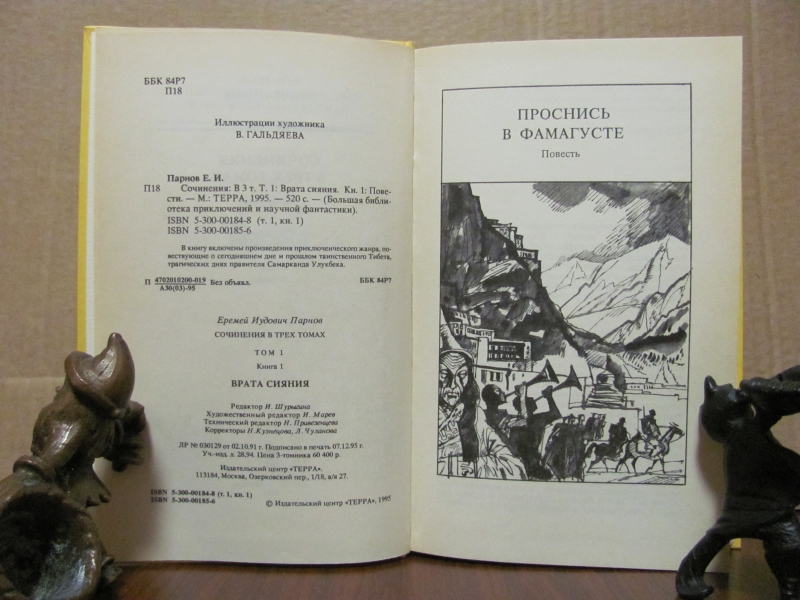 ББК 84Р7
П18
Иллюстрации художника
В. ГАЛЬДЯЕВА
Парнов Е. И.
П18 Сочинения: В 3 т. Т. 1: Врата сияния. Кн. 1: Пове-
сти. — М.: ТЕРРА, 1995. — 520 с. — (Большая библи-
отека приключений и научной фантастики).
ISBN 5-300-00184-8 (т. 1, кн. 1)
ISBN 5-300-00185-6
В книгу включены произведения приключенческого жанра, по-
вествующие о сегодняшнем дне и прошлом таинственного Тибета,
трагических днях правителя Самарканда Улукбека.
П 4702010200-019 Без объявл. ББК 84Р7
А30(03)-95
Еремей Иудович Парнов
СОЧИНЕНИЯ В ТРЕХ ТОМАХ
ТОМ 1
Книга 1
ВРАТА СИЯНИЯ
Редактор И. Шурыгина
Художественный редактор И. Марев
Технический редактор Н. Привезенцева
Корректоры Н. Кузнецова, Л. Чуланова
ЛР № 030129 от 02.10.91 г. Подписано в печать 07.12.95 г.
Уч.-изд. л. 28,94. Цена 3-томника 60 400 р.
Издательский центр «ТЕРРА».
113184, Москва, Озерковский пер., 1/18, а/я 27.
ISBN 5-300-00184-8 (т. 1, кн. 1)
ISBN 5-300-00185-6
© Издательский центр «ТЕРРА», 1995
ПРОСНИСЬ
В ФАМАГУСТЕ
Повесть